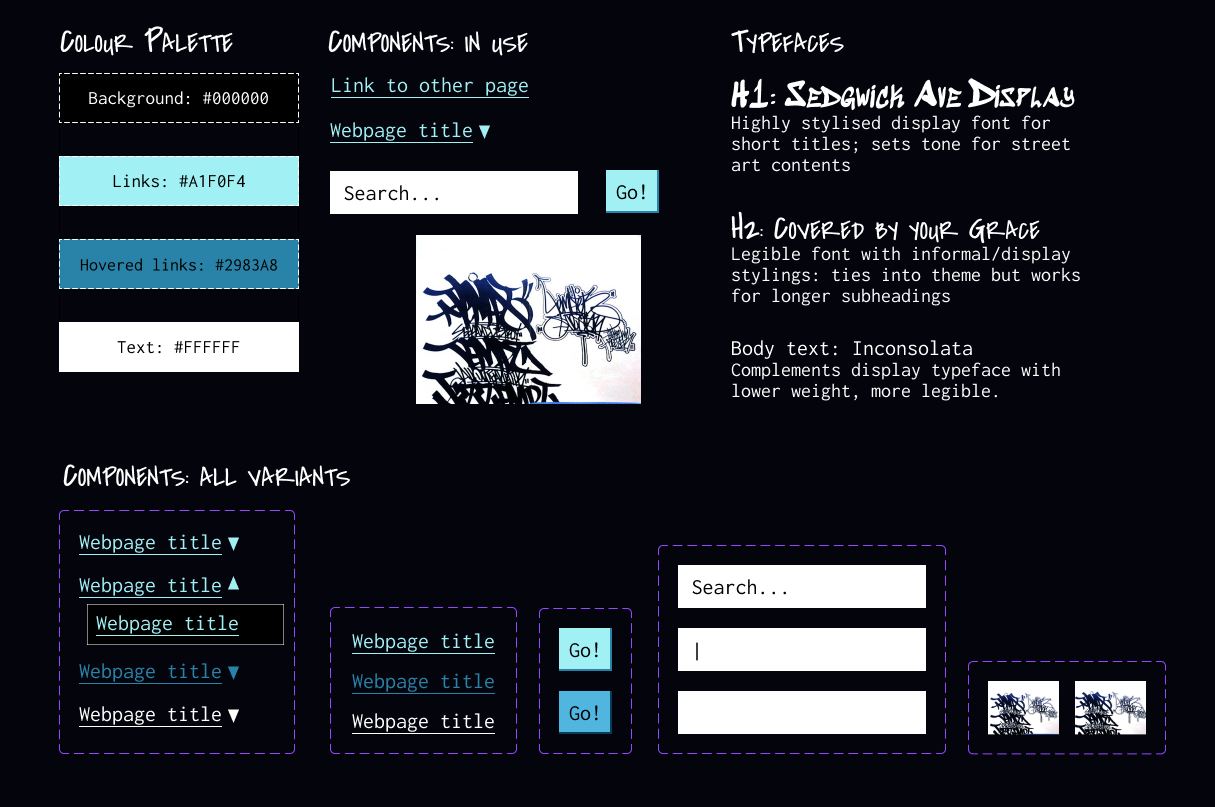 Colour Palette
Background: #000000
Links: #A1F0F4
Hovered links: #2983A8
Text: #FFFFFF
Components: in use
Link to other page
Webpage title ▼
Search...
Go!
Typefaces
H1: Sedgwick Ave Display
Highly stylised display font for
short titles; sets tone for street
art contents
H2: Covered by your Grace
Legible font with informal/display
stylings: ties into theme but works
for longer subheadings
Body text: Inconsolata
Complements display typeface with
lower weight, more legible.
Components: all variants
Webpage title ▼
Webpage title ▲
Webpage title
Webpage title ▼
Webpage title ▼
Webpage title
Webpage title
Webpage title
Go!
Go!
Search...
|